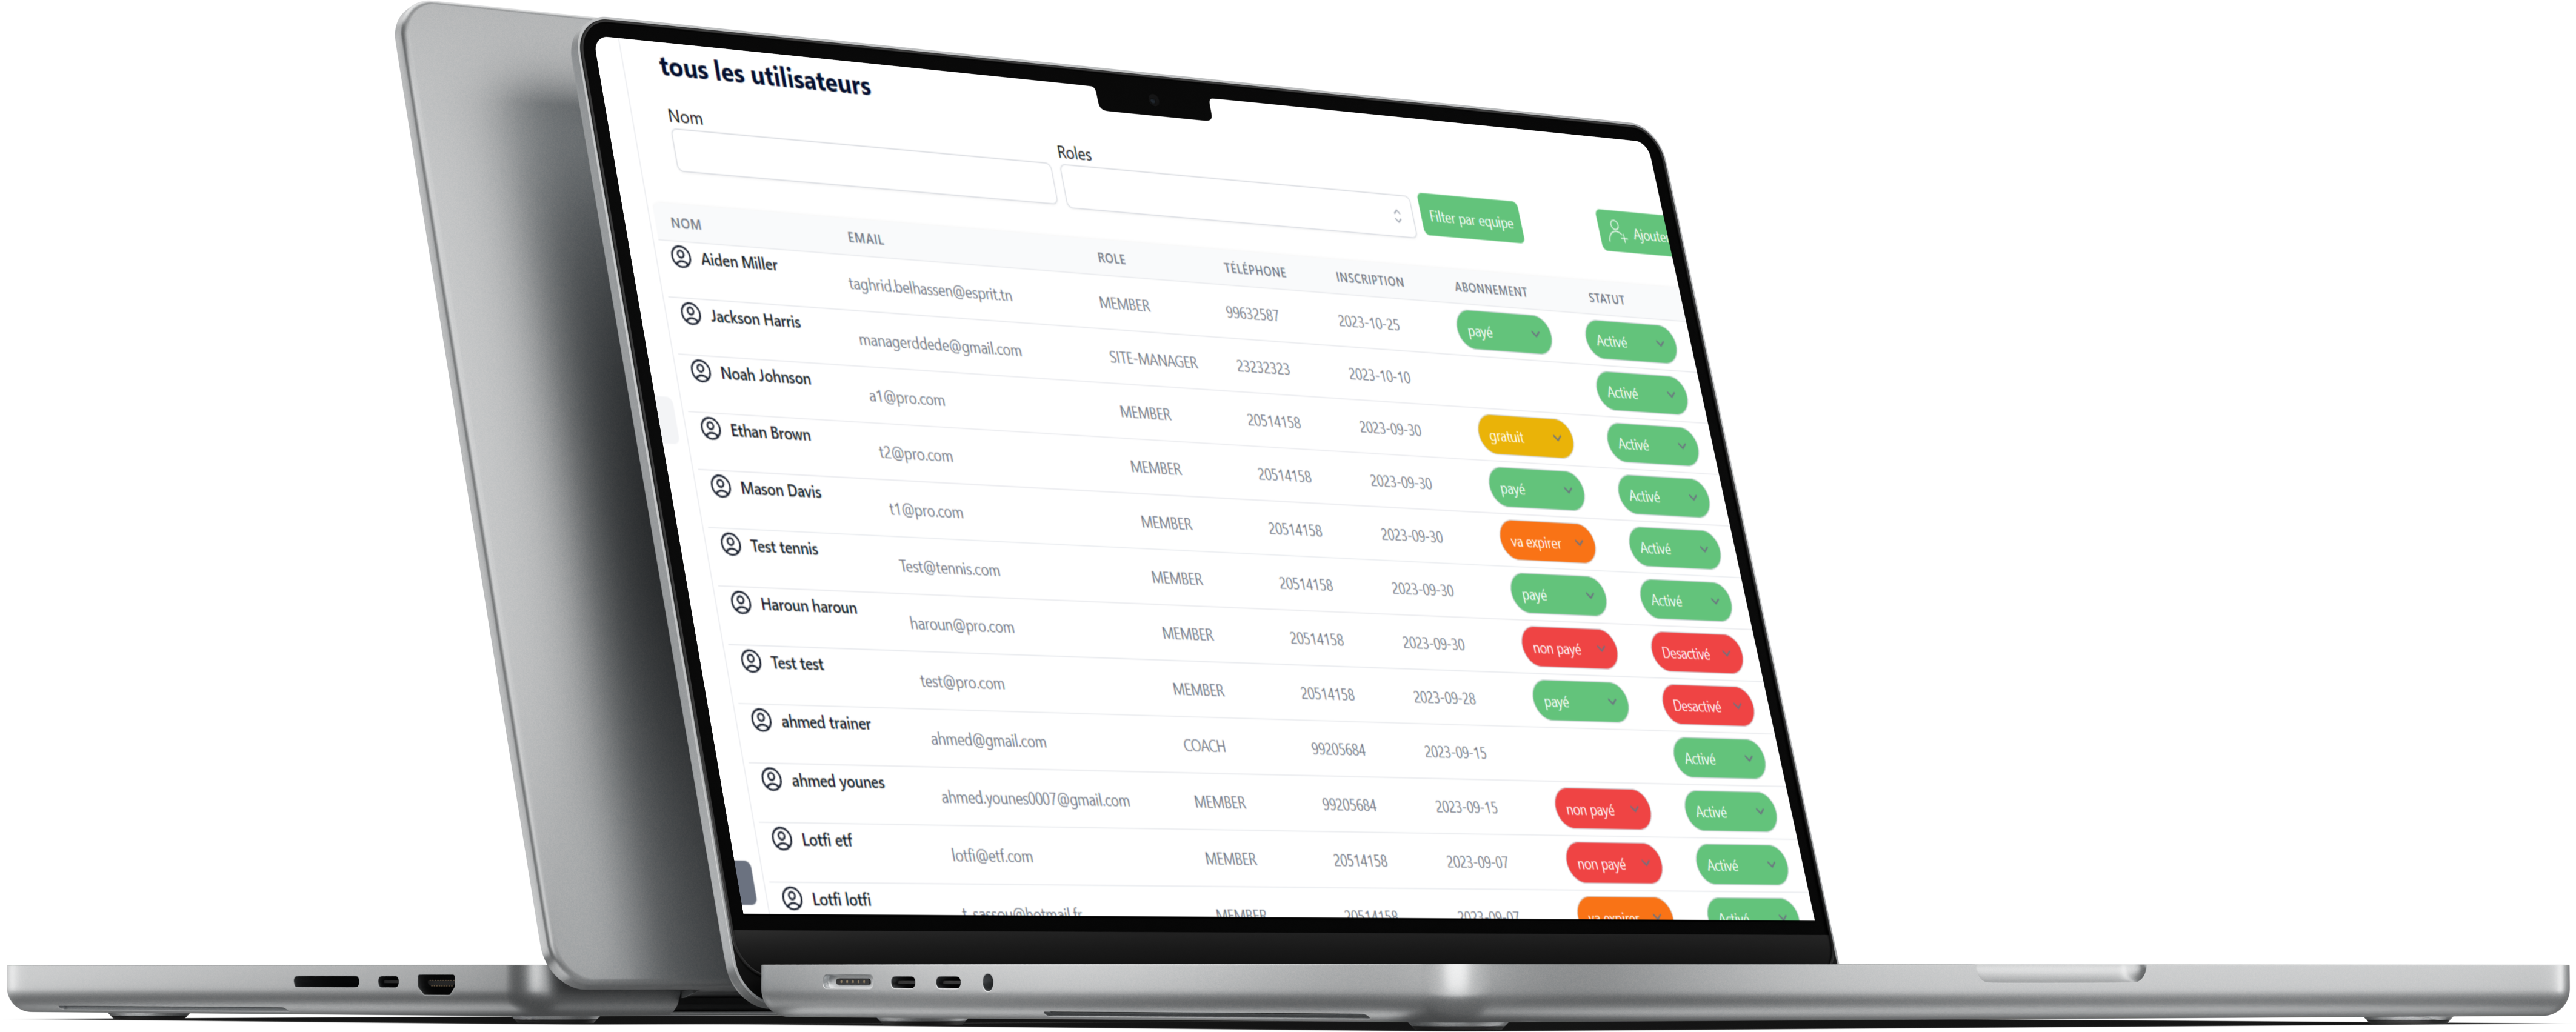 tous les utilisateurs
Nom
Roles
Filter par equipe
Ajouter
NOM EMAIL ROLE TÉLÉPHONE INSCRIPTION ABONNEMENT STATUT
Aiden Miller taghrid.belhassen@esprit.tn MEMBER 99632587 2023-10-25 payé Activé
Jackson Harris managerddede@gmail.com SITE-MANAGER 23232323 2023-10-10 Activé
Noah Johnson a1@pro.com MEMBER 20514158 2023-09-30 gratuit Activé
Ethan Brown t2@pro.com MEMBER 20514158 2023-09-30 payé Activé
Mason Davis t1@pro.com MEMBER 20514158 2023-09-30 va expirer Activé
Test tennis Test@tennis.com MEMBER 20514158 2023-09-30 payé Activé
Haroun haroun haroun@pro.com MEMBER 20514158 2023-09-30 non payé Desactivé
Test test test@pro.com MEMBER 20514158 2023-09-28 payé Desactivé
ahmed trainer ahmed@gmail.com COACH 99205684 2023-09-15 Activé
ahmed younes ahmed.younes0007@gmail.com MEMBER 99205684 2023-09-15 non payé Activé
Lotfi etf lotfi@etf.com MEMBER 20514158 2023-09-07 non payé Activé
Lotfi lotfi t_sassou@hotmail.fr MEMBER 20514158 2023-09-07 va expirer Activé